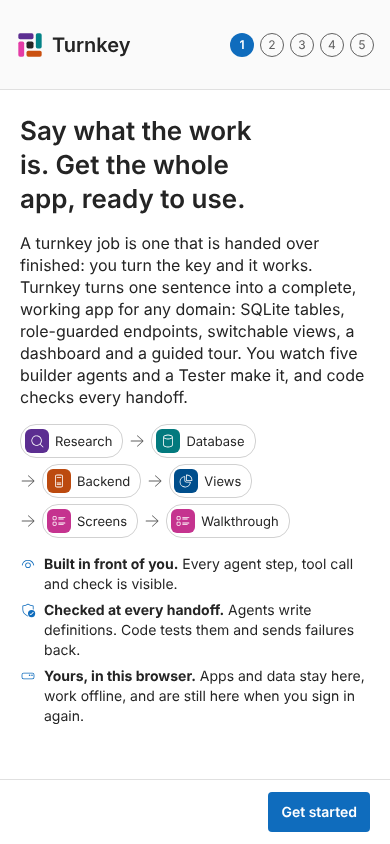 Turnkey
1 2 3 4 5
Say what the work
is. Get the whole
app, ready to use.
A turnkey job is one that is handed over
finished: you turn the key and it works.
Turnkey turns one sentence into a complete,
working app for any domain: SQLite tables,
role-guarded endpoints, switchable views, a
dashboard and a guided tour. You watch five
builder agents and a Tester make it, and code
checks every handoff.
Research → Database
→ Backend → Views
→ Screens → Walkthrough
Built in front of you. Every agent step, tool call
and check is visible.
Checked at every handoff. Agents write
definitions. Code tests them and sends failures
back.
Yours, in this browser. Apps and data stay here,
work offline, and are still here when you sign in
again.
Get started